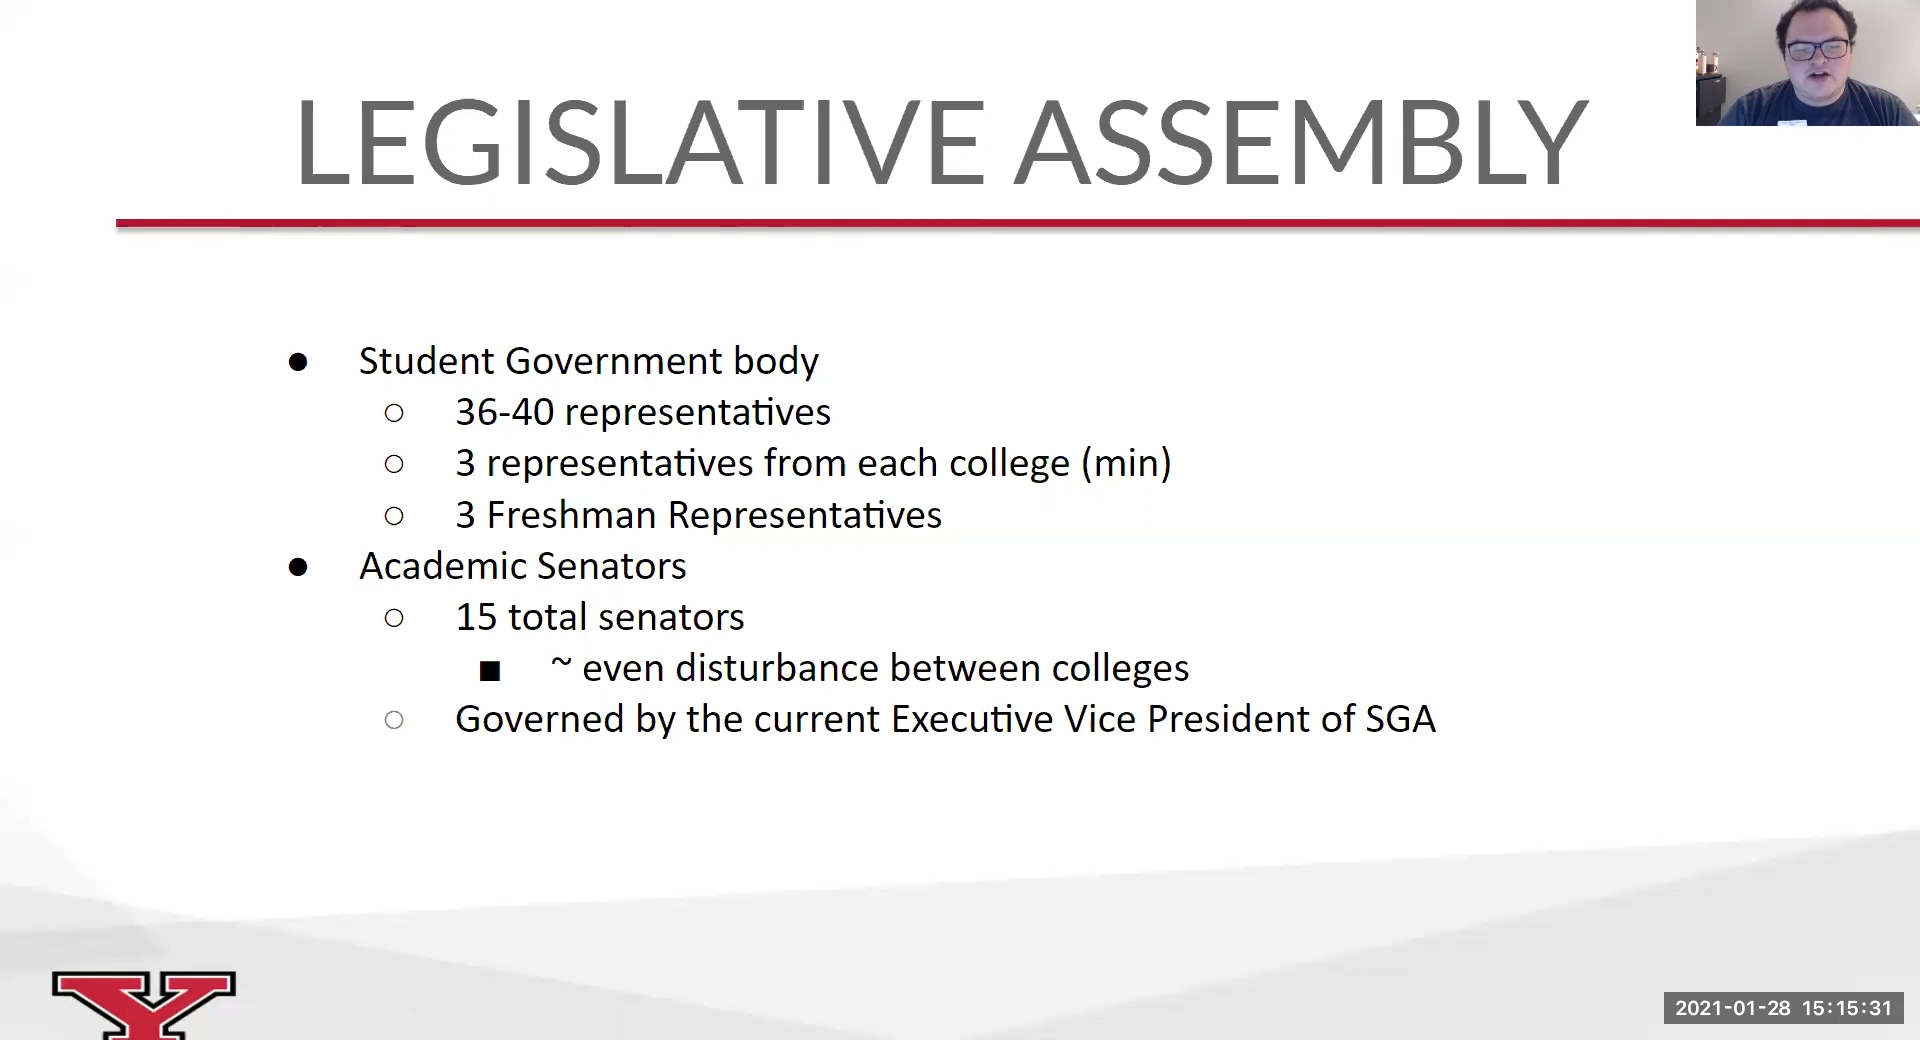 LEGISLATIVE ASSEMBLY
Student Government body
36-40 representatives
3 representatives from each college (min)
3 Freshman Representatives
Academic Senators
15 total senators
~ even disturbance between colleges
Governed by the current Executive Vice President of SGA
Y
2021-01-28 15:15:31